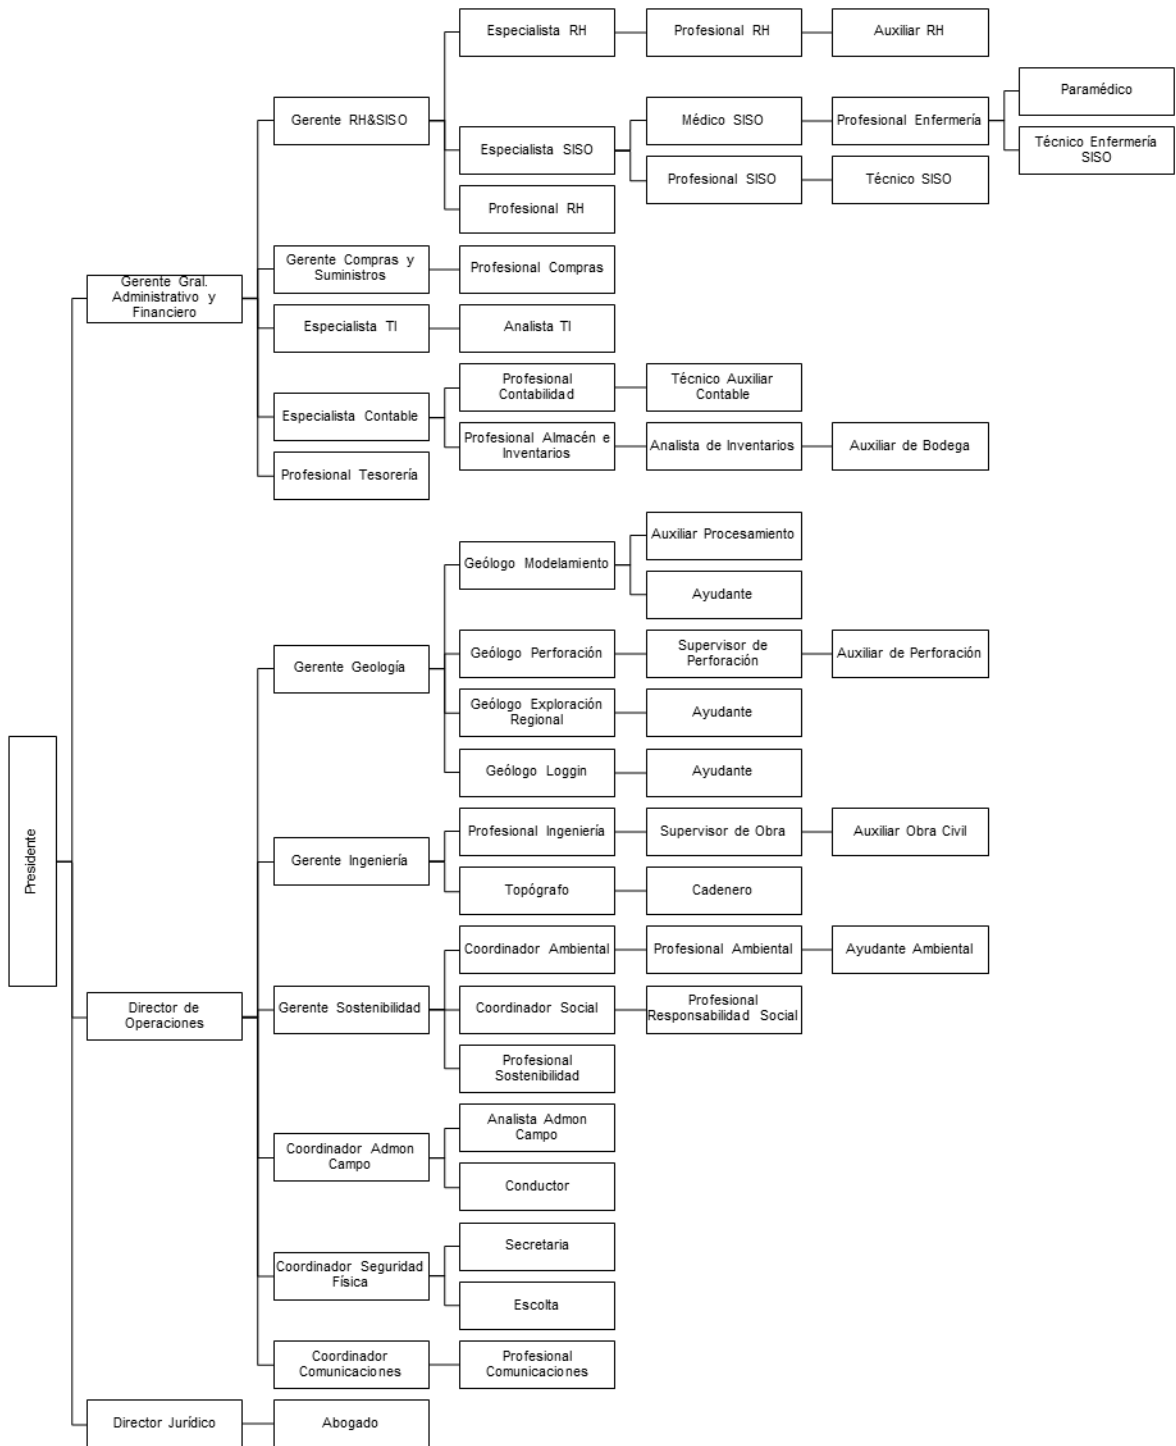 Especialista RH
Profesional RH
Auxiliar RH
Paramédico
Gerente RH&SISO
Médico SISO
Profesional Enfermería
Especialista SISO
Técnico Enfermería
SISO
Profesional SISO
Técnico SISO
Profesional RH
Gerente Compras y
Suministros
Profesional Compras
Gerente Gral.
Administrativo y
Financiero
Especialista TI
Analista TI
Profesional
Contabilidad
Técnico Auxiliar
Contable
Especialista Contable
Profesional Almacén e
Inventarios
Analista de Inventarios
Auxiliar de Bodega
Profesional Tesorería
Auxiliar Procesamiento
Geólogo Modelamiento
Ayudante
Gerente Geología
Geólogo Perforación
Supervisor de
Perforación
Auxiliar de Perforación
Geólogo Exploración
Regional
Ayudante
Geólogo Loggin
Ayudante
Presidente
Profesional Ingeniería
Supervisor de Obra
Auxiliar Obra Civil
Gerente Ingeniería
Topógrafo
Cadenero
Coordinador Ambiental
Profesional Ambiental
Ayudante Ambiental
Director de
Operaciones
Gerente Sostenibilidad
Coordinador Social
Profesional
Responsabilidad Social
Profesional
Sostenibilidad
Analista Admon
Campo
Coordinador Admon
Campo
Conductor
Secretaria
Coordinador Seguridad
Física
Escolta
Coordinador
Comunicaciones
Profesional
Comunicaciones
Director Jurídico
Abogado